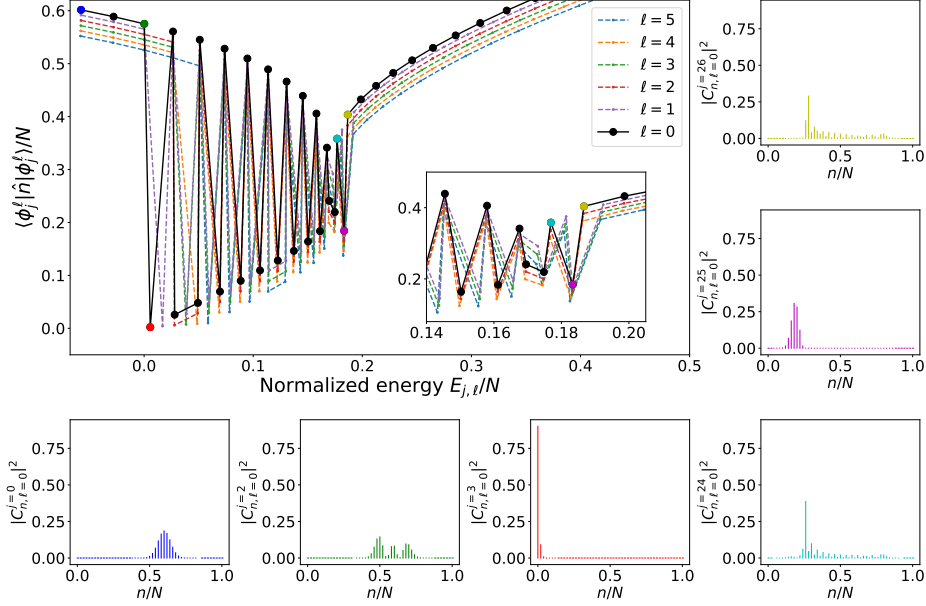 0.6
0.5
0.4
0.3
0.2
0.1
0.0
⟨ϕ_j^ℓ|n̂|ϕ_j^ℓ⟩/N
0.0 0.1 0.2 0.3 0.4 0.5
Normalized energy E_{j,ℓ}/N
ℓ = 5
ℓ = 4
ℓ = 3
ℓ = 2
ℓ = 1
ℓ = 0
0.4
0.2
0.14 0.16 0.18 0.20
|C_{n,ℓ=0}^{j=26}|²
0.75
0.50
0.25
0.00
0.0 0.5 1.0
n/N
|C_{n,ℓ=0}^{j=25}|²
0.75
0.50
0.25
0.00
0.0 0.5 1.0
n/N
|C_{n,ℓ=0}^{j=0}|²
0.75
0.50
0.25
0.00
0.0 0.5 1.0
n/N
|C_{n,ℓ=0}^{j=2}|²
0.75
0.50
0.25
0.00
0.0 0.5 1.0
n/N
|C_{n,ℓ=0}^{j=3}|²
0.75
0.50
0.25
0.00
0.0 0.5 1.0
n/N
|C_{n,ℓ=0}^{j=24}|²
0.75
0.50
0.25
0.00
0.0 0.5 1.0
n/N